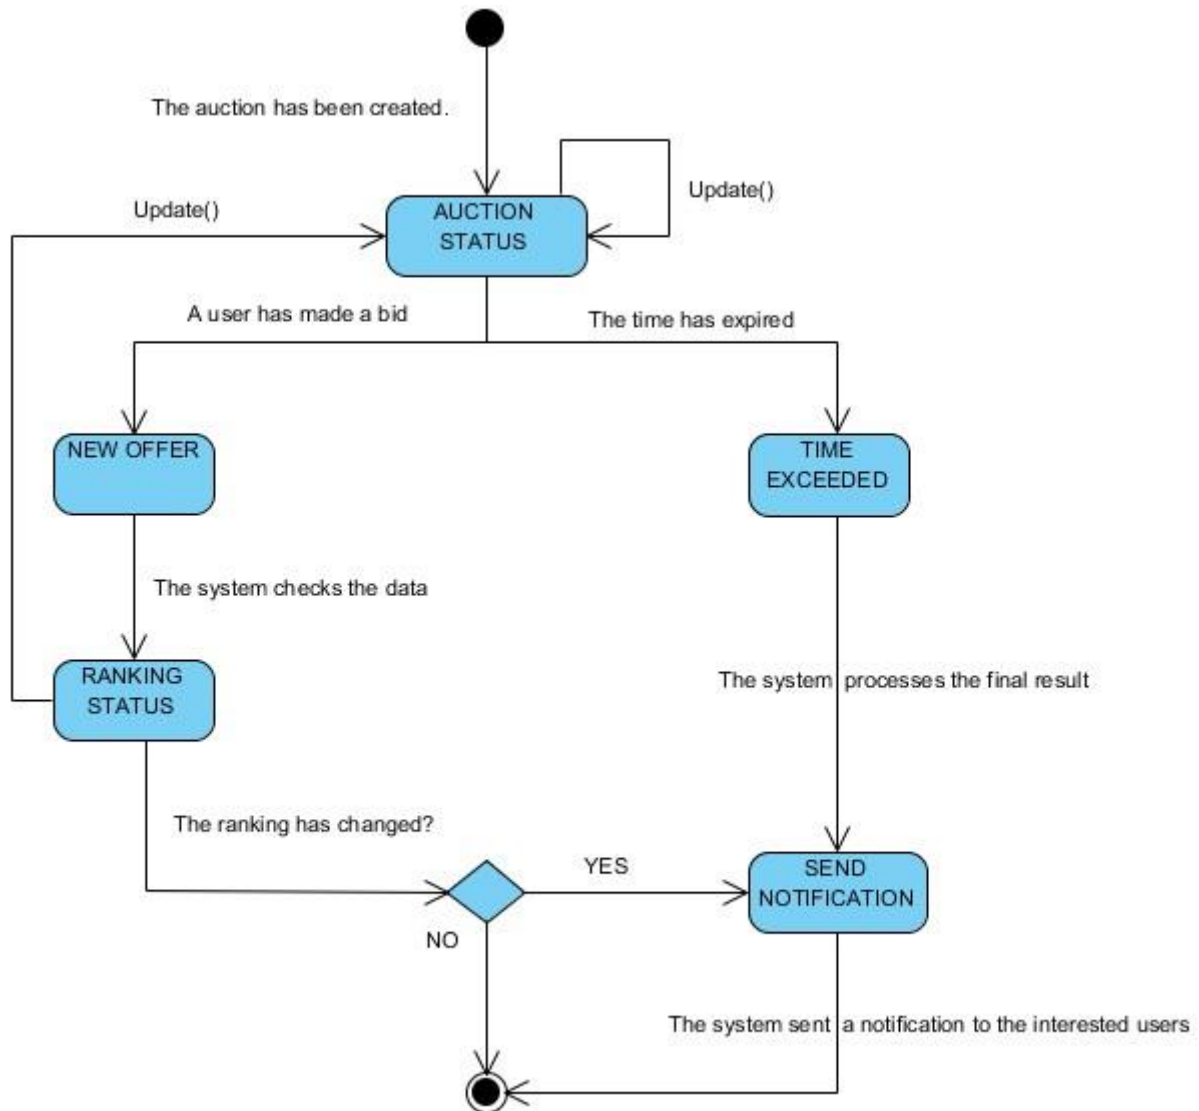 The auction has been created.
Update()
Update()
AUCTION
STATUS
A user has made a bid
The time has expired
NEW OFFER
TIME
EXCEEDED
The system checks the data
RANKING
STATUS
The system processes the final result
The ranking has changed?
YES
SEND
NOTIFICATION
NO
The system sent a notification to the interested users